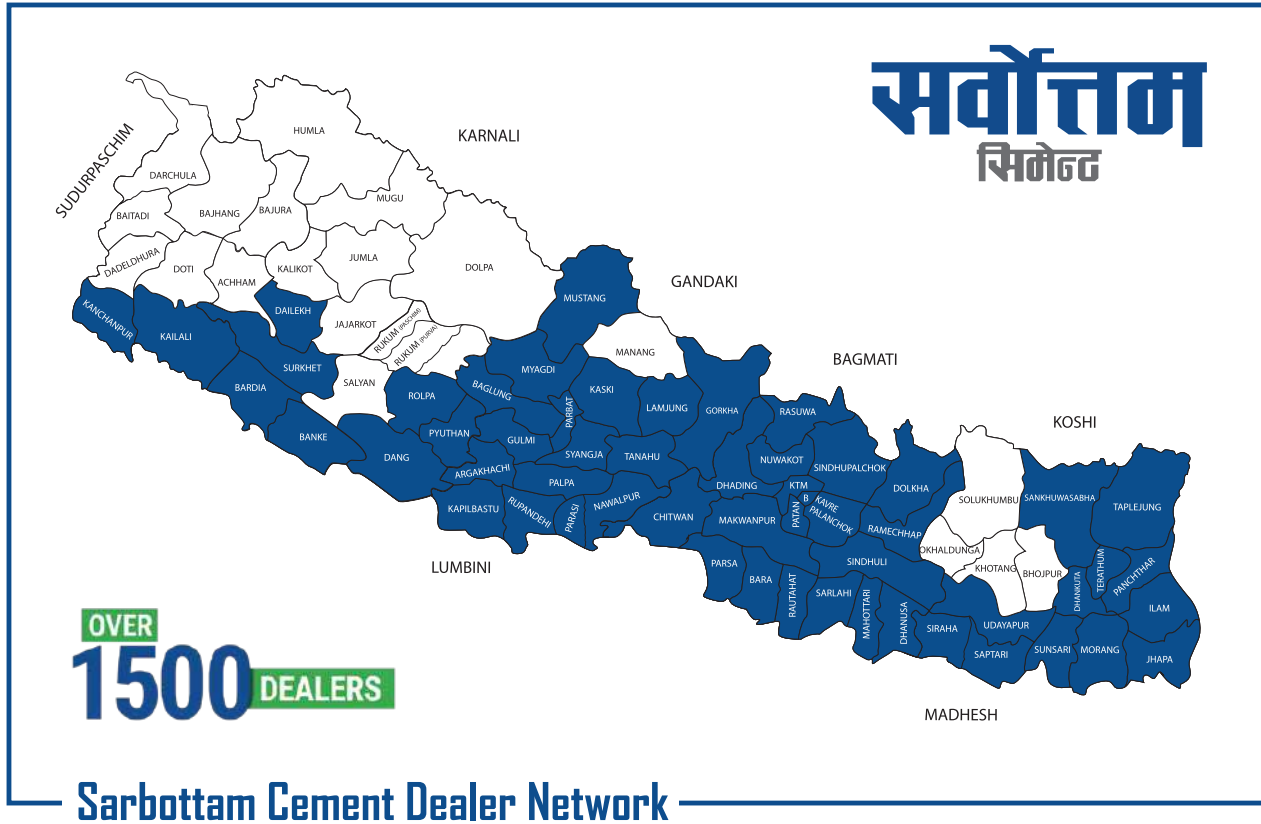 सर्वोत्तम
सिमेन्ट
SUDURPASCHIM
KARNALI
GANDAKI
BAGMATI
KOSHI
LUMBINI
MADHESH
HUMLA
DARCHULA
MUGU
BAJHANG
BAJURA
BAITADI
DADELDHURA
DOTI
ACHHAM
KALIKOT
JUMLA
DOLPA
KANCHANPUR
KAILALI
DAILEKH
JAJARKOT
RUKUM (PASCHIM)
RUKUM (PURVA)
MUSTANG
MANANG
SURKHET
BARDIA
SALYAN
ROLPA
BAGLUNG
MYAGDI
PARBAT
KASKI
LAMJUNG
GORKHA
RASUWA
BANKE
DANG
PYUTHAN
GULMI
ARGAKHACHI
SYANGJA
TANAHU
NUWAKOT
SINDHUPALCHOK
DOLKHA
SOLUKHUMBU
SANKHUWASABHA
TAPLEJUNG
KAPILBASTU
RUPANDEHI
PARASI
PALPA
NAWALPUR
CHITWAN
DHADING
KTM
B
PATAN
KAVRE
PALANCHOK
MAKWANPUR
RAMECHHAP
OKHALDUNGA
KHOTANG
BHOJPUR
DHANKUTA
TERATHUM
PANCHTHAR
ILAM
PARSA
BARA
RAUTAHAT
SARLAHI
SINDHULI
MAHOTTARI
DHANUSA
SIRAHA
UDAYAPUR
SAPTARI
SUNSARI
MORANG
JHAPA
OVER
1500 DEALERS
Sarbottam Cement Dealer Network